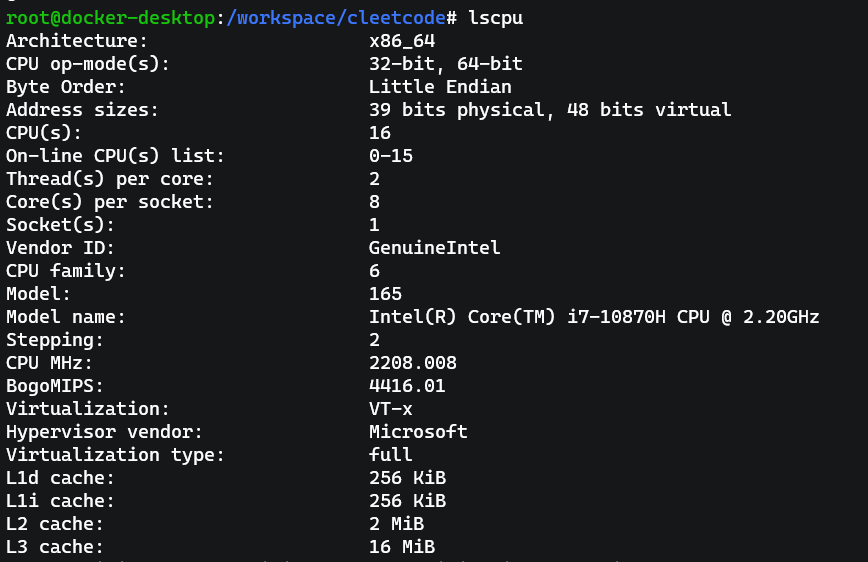 root@docker-desktop:/workspace/cleetcode# lscpu
Architecture: x86_64
CPU op-mode(s): 32-bit, 64-bit
Byte Order: Little Endian
Address sizes: 39 bits physical, 48 bits virtual
CPU(s): 16
On-line CPU(s) list: 0-15
Thread(s) per core: 2
Core(s) per socket: 8
Socket(s): 1
Vendor ID: GenuineIntel
CPU family: 6
Model: 165
Model name: Intel(R) Core(TM) i7-10870H CPU @ 2.20GHz
Stepping: 2
CPU MHz: 2208.008
BogoMIPS: 4416.01
Virtualization: VT-x
Hypervisor vendor: Microsoft
Virtualization type: full
L1d cache: 256 KiB
L1i cache: 256 KiB
L2 cache: 2 MiB
L3 cache: 16 MiB